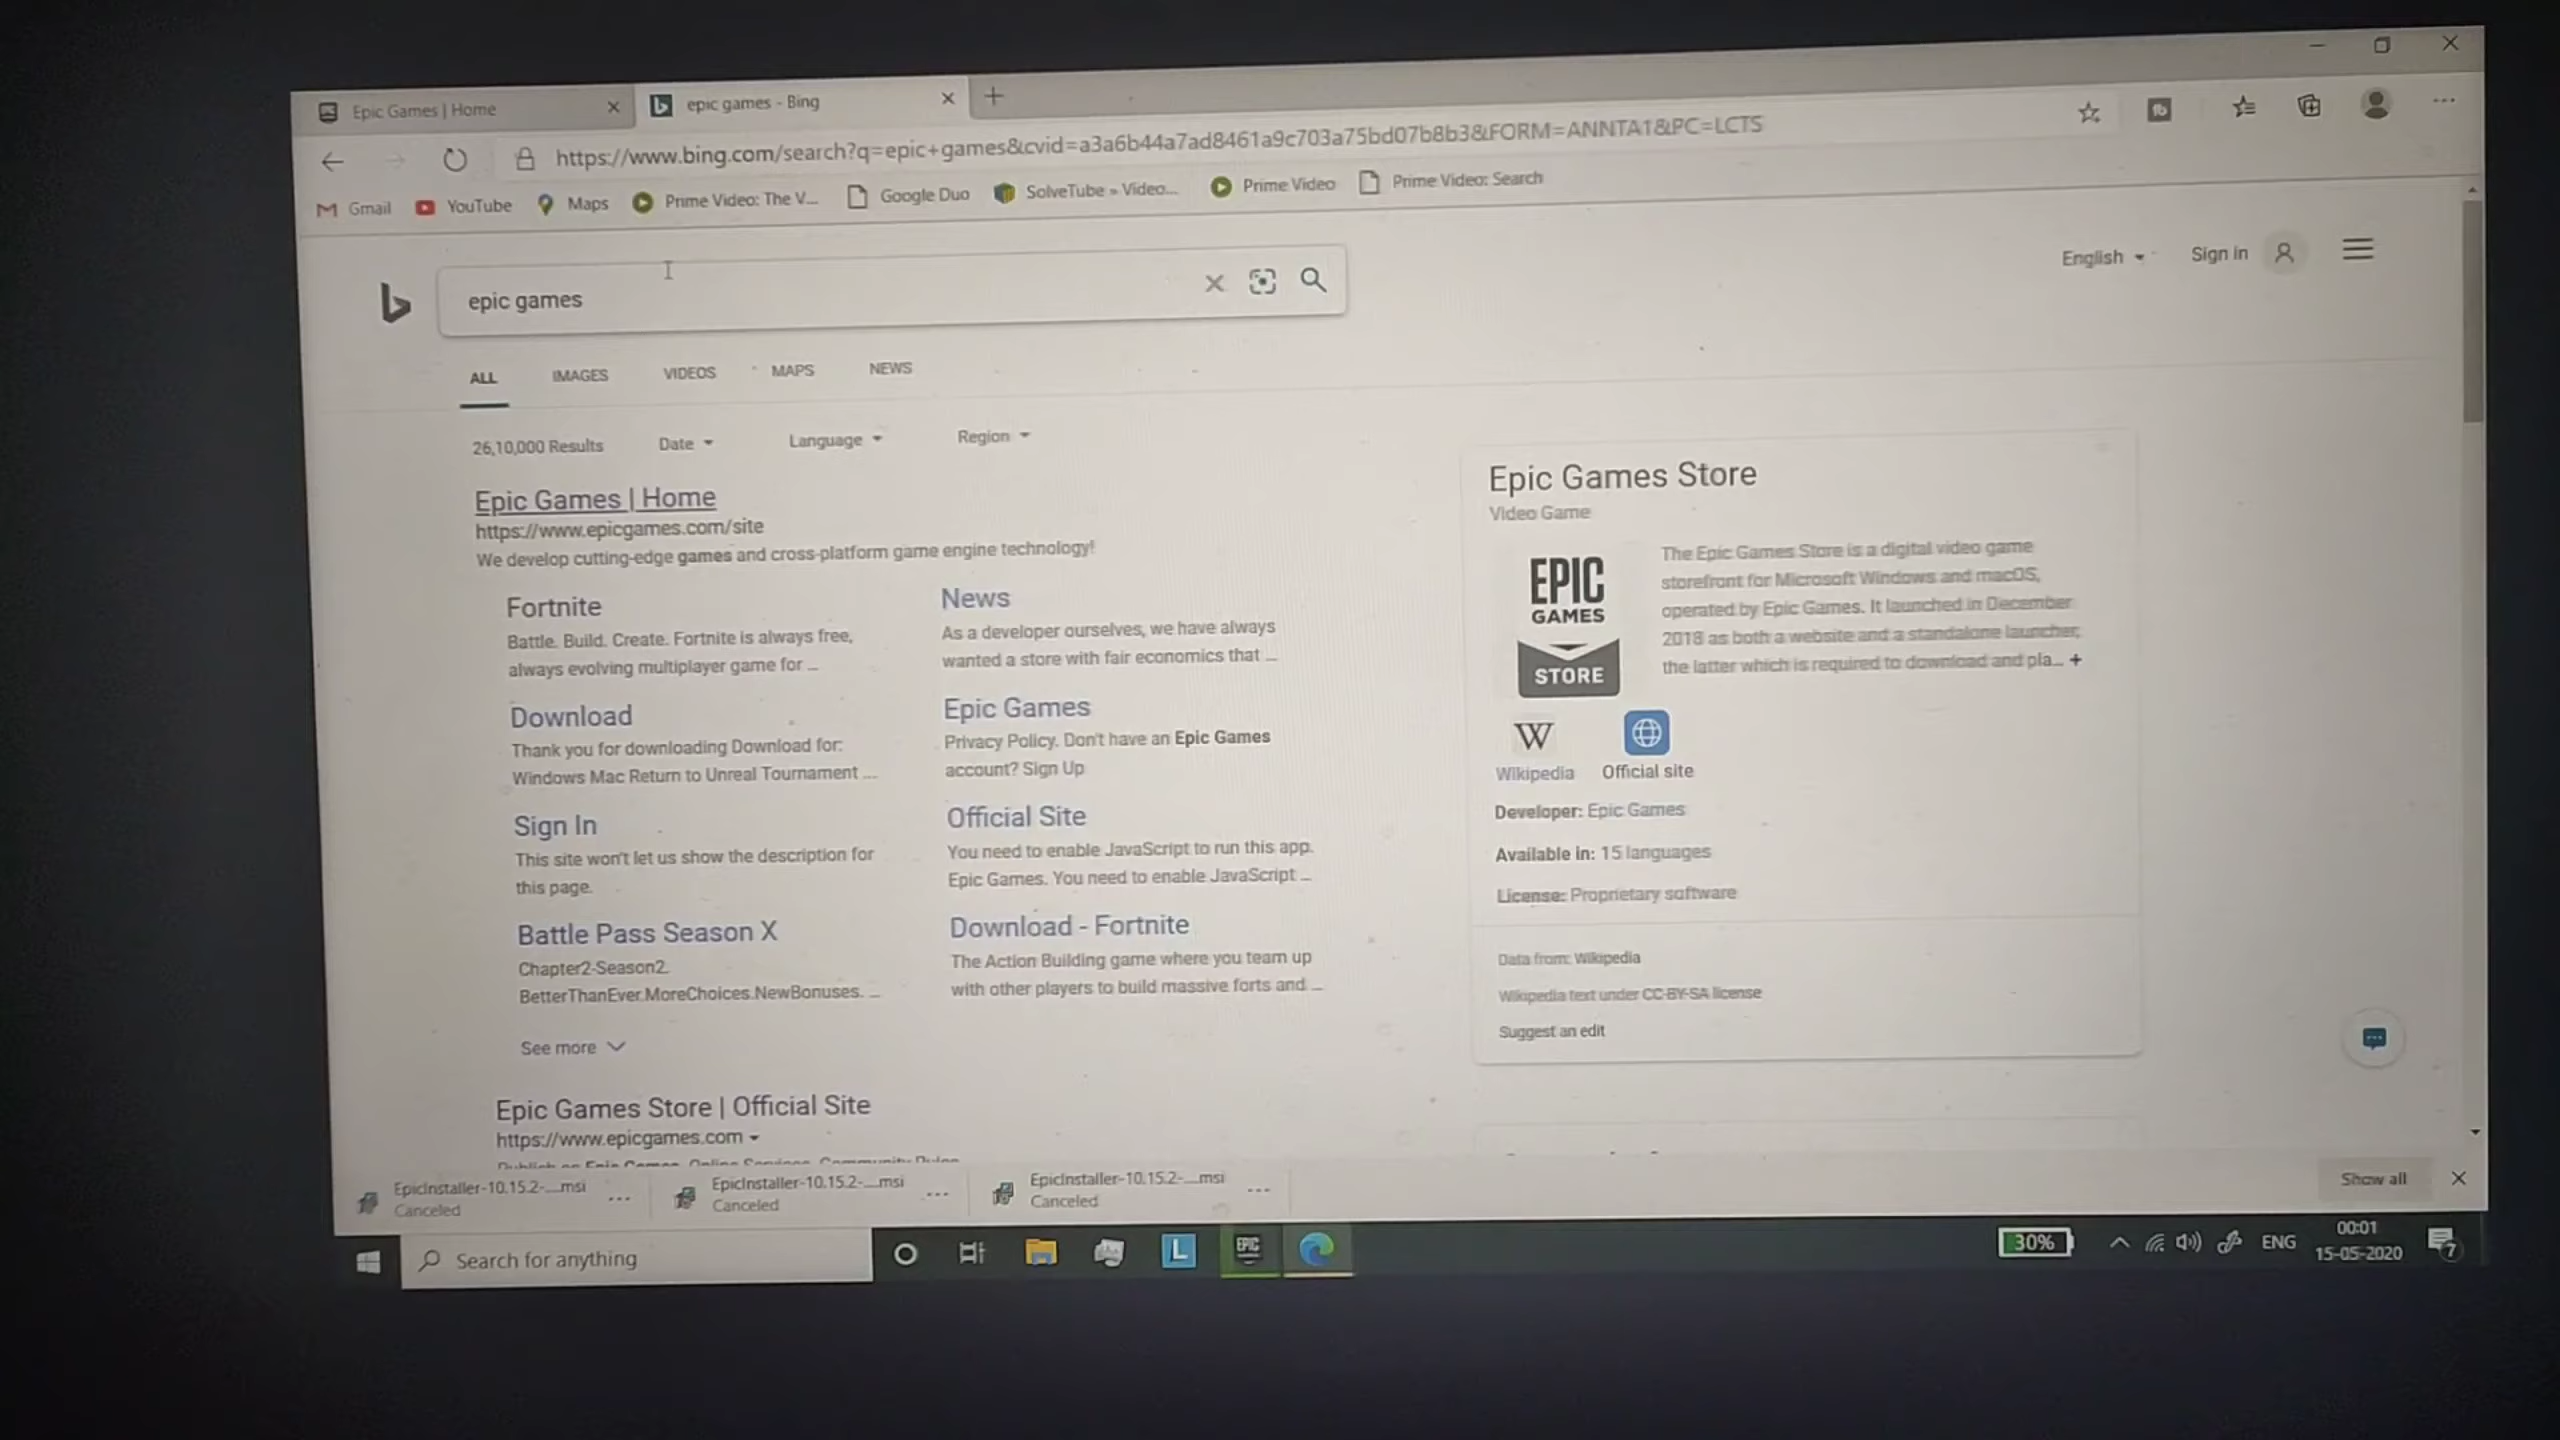 Epic Games | Home
epic games - Bing
https://www.bing.com/search?q=epic+games&cvid=a3a6b44a7ad8461a9c703a75bd07b8b3&FORM=ANNTA1&PC=LCTS
Gmail YouTube Maps Prime Video: The V... Google Duo SolveTube » Video... Prime Video Prime Video: Search
epic games
English Sign in
ALL IMAGES VIDEOS MAPS NEWS
26,10,000 Results Date Language Region
Epic Games | Home
https://www.epicgames.com/site
We develop cutting-edge games and cross-platform game engine technology!
Fortnite
Battle. Build. Create. Fortnite is always free,
always evolving multiplayer game for ...
News
As a developer ourselves, we have always
wanted a store with fair economics that ...
Download
Thank you for downloading Download for:
Windows Mac Return to Unreal Tournament ...
Epic Games
Privacy Policy. Don't have an Epic Games
account? Sign Up
Sign In
This site won't let us show the description for
this page.
Official Site
You need to enable JavaScript to run this app.
Epic Games. You need to enable JavaScript ...
Battle Pass Season X
Chapter2-Season2.
BetterThanEver.MoreChoices.NewBonuses. ...
Download - Fortnite
The Action Building game where you team up
with other players to build massive forts and ...
See more
Epic Games Store | Official Site
https://www.epicgames.com
Epic Games Store
Video Game
EPIC
GAMES
STORE
The Epic Games Store is a digital video game
storefront for Microsoft Windows and macOS,
operated by Epic Games. It launched in December
2018 as both a website and a standalone launcher,
the latter which is required to download and pla... +
Wikipedia Official site
Developer: Epic Games
Available in: 15 languages
License: Proprietary software
Data from: Wikipedia
Wikipedia text under CC-BY-SA license
Suggest an edit
EpicInstaller-10.15.2-....msi
Canceled
EpicInstaller-10.15.2-....msi
Canceled
EpicInstaller-10.15.2-....msi
Canceled
Show all
Search for anything
L
EPIC
30%
ENG
00:01
15-05-2020
7